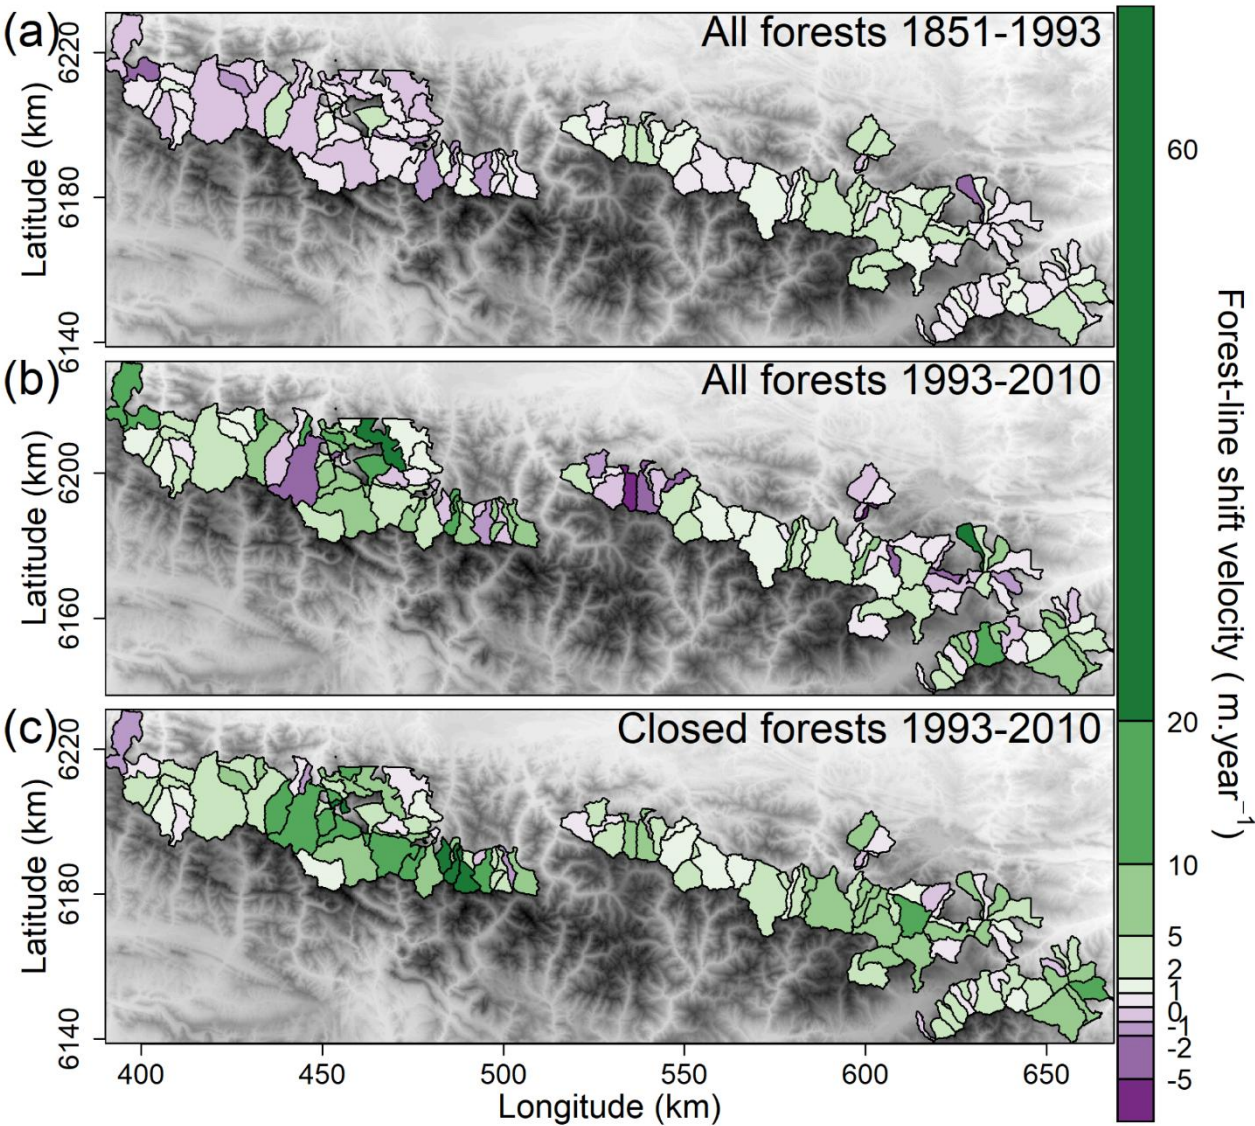 (a)
All forests 1851-1993
6220
6180
6140
Latitude (km)
(b)
All forests 1993-2010
6200
6160
Latitude (km)
(c)
Closed forests 1993-2010
6220
6180
6140
Latitude (km)
400 450 500 550 600 650
Longitude (km)
60
20
10
5
2
1
0
-1
-2
-5
Forest-line shift velocity ( m.year⁻¹)